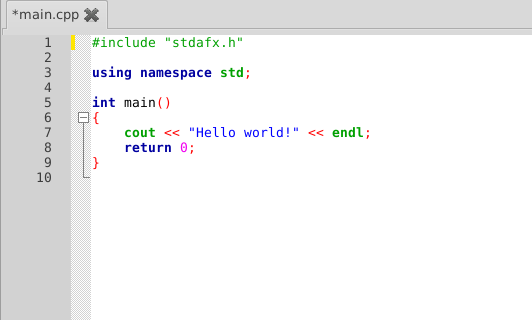 *main.cpp
1 #include "stdafx.h"
2
3 using namespace std;
4
5 int main()
6 {
7     cout << "Hello world!" << endl;
8     return 0;
9 }
10